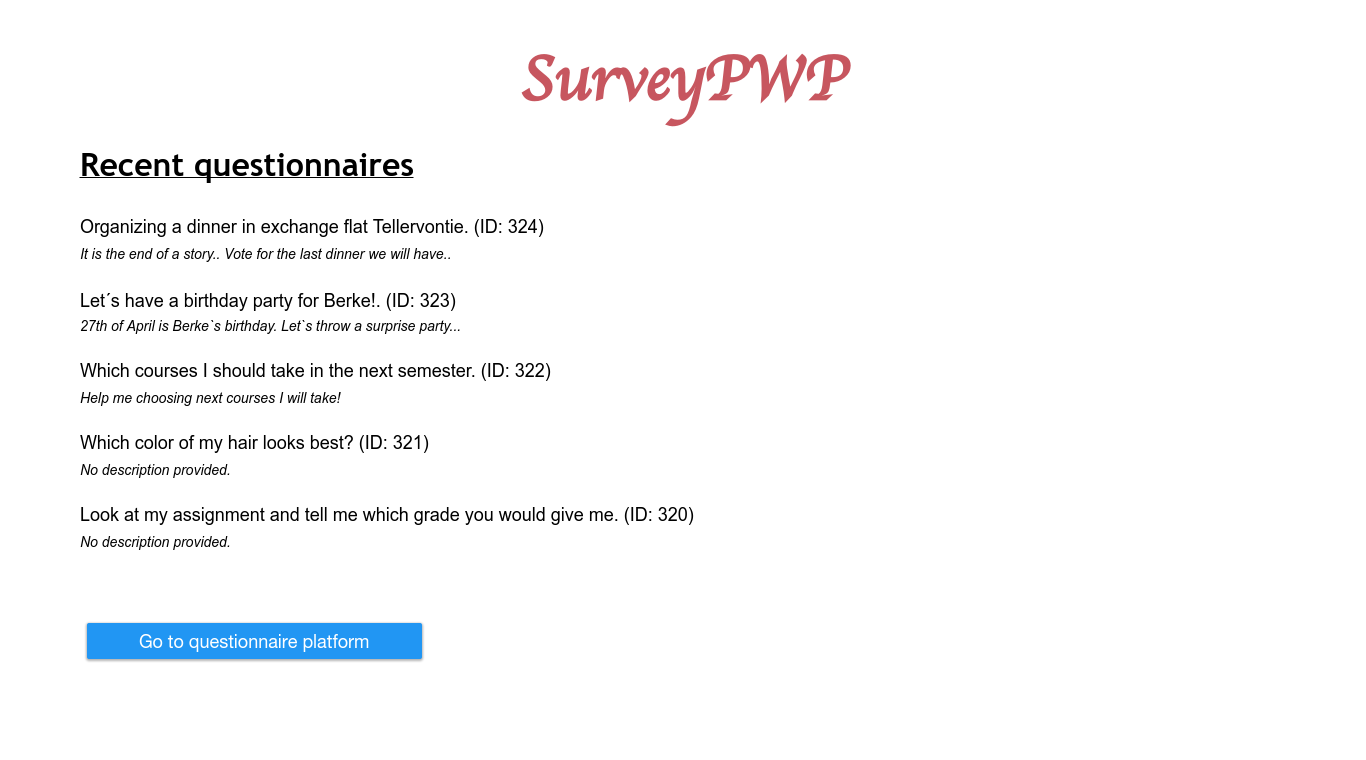 SurveyPWP
Recent questionnaires
Organizing a dinner in exchange flat Tellervontie. (ID: 324)
It is the end of a story.. Vote for the last dinner we will have..
Let´s have a birthday party for Berke!. (ID: 323)
27th of April is Berke`s birthday. Let`s throw a surprise party...
Which courses I should take in the next semester. (ID: 322)
Help me choosing next courses I will take!
Which color of my hair looks best? (ID: 321)
No description provided.
Look at my assignment and tell me which grade you would give me. (ID: 320)
No description provided.
Go to questionnaire platform